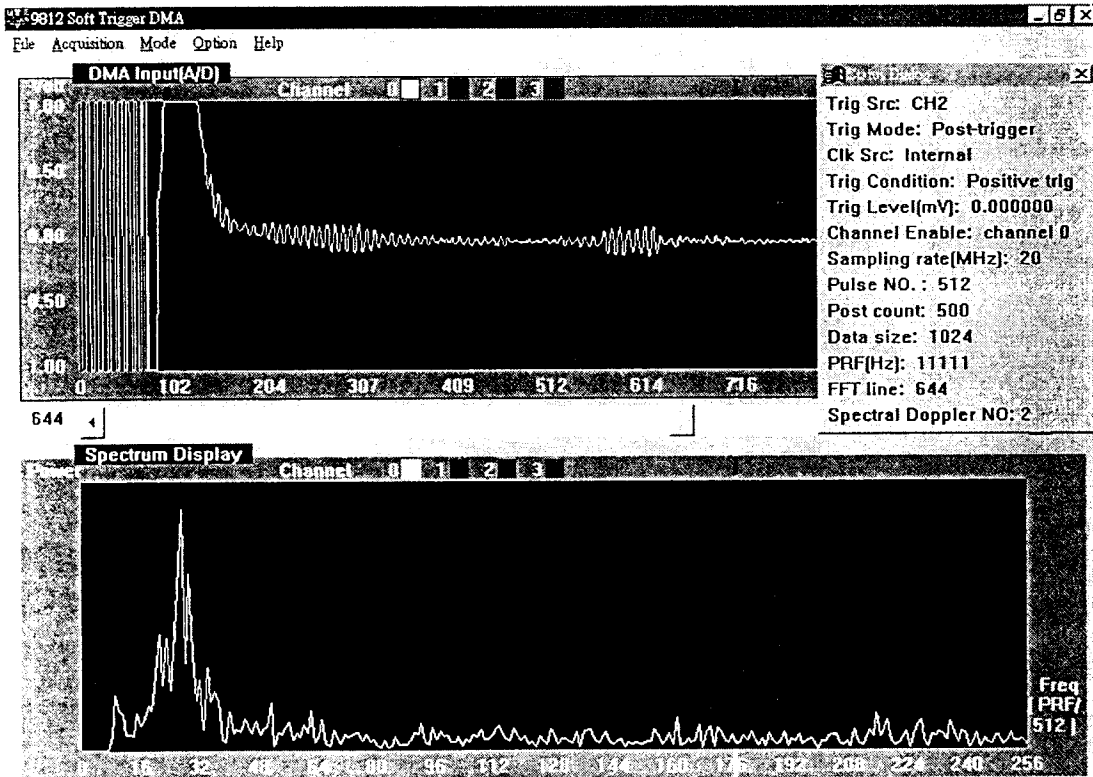 9812 Soft Trigger DMA
File Acquisition Mode Option Help
DMA Input(A/D)
Channel 0 1 2 3
1.00
0.50
0.00
0.50
1.00
0 102 204 307 409 512 614 716
Status Dialog
Trig Src: CH2
Trig Mode: Post-trigger
Clk Src: Internal
Trig Condition: Positive trig
Trig Level(mV): 0.000000
Channel Enable: channel 0
Sampling rate(MHz): 20
Pulse NO. : 512
Post count: 500
Data size: 1024
PRF(Hz): 11111
FFT line: 644
Spectral Doppler NO: 2
644
Spectrum Display
Power
Channel 0 1 2 3
Freq
( PRF/
512 )
0 16 32 48 64 80 96 112 128 144 160 176 192 208 224 240 256